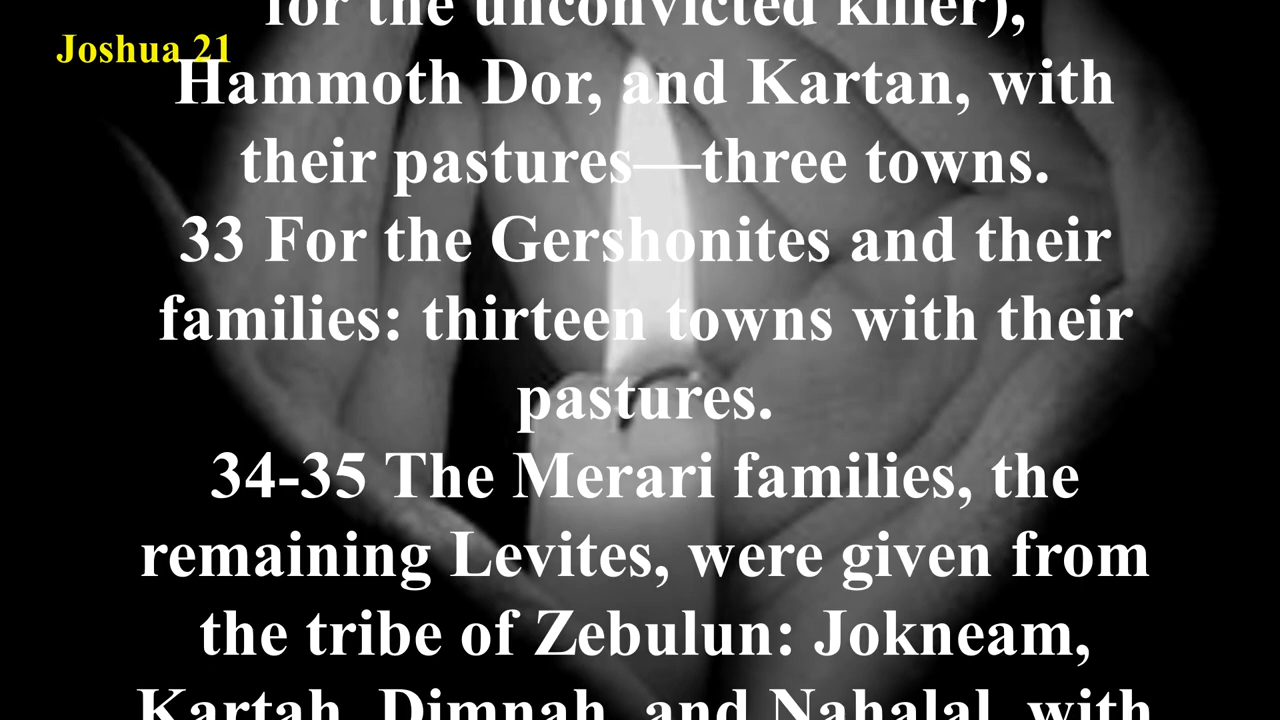 for the unconvicted killer),
Joshua 21
Hammoth Dor, and Kartan, with
their pastures—three towns.
33 For the Gershonites and their
families: thirteen towns with their
pastures.
34-35 The Merari families, the
remaining Levites, were given from
the tribe of Zebulun: Jokneam,
Kartah, Dimnah, and Nahalal, with